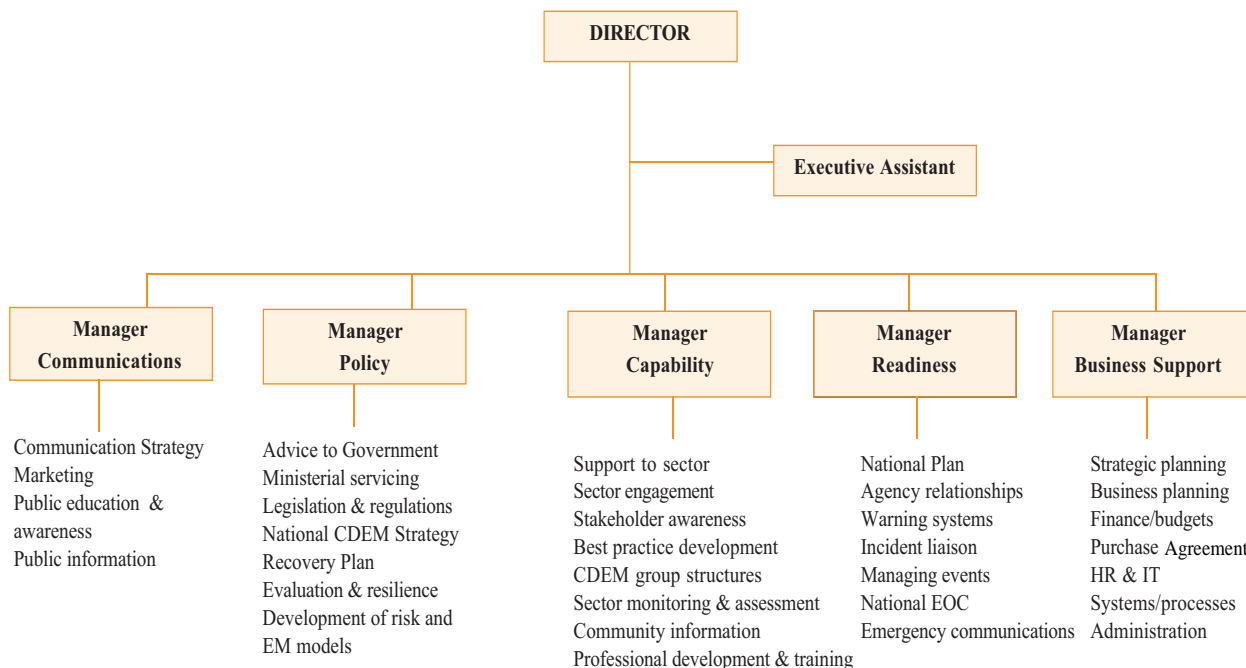 DIRECTOR
Executive Assistant
Manager
Communications
Communication Strategy
Marketing
Public education &
awareness
Public information
Manager
Policy
Advice to Government
Ministerial servicing
Legislation & regulations
National CDEM Strategy
Recovery Plan
Evaluation & resilience
Development of risk and
EM models
Manager
Capability
Support to sector
Sector engagement
Stakeholder awareness
Best practice development
CDEM group structures
Sector monitoring & assessment
Community information
Professional development & training
Manager
Readiness
National Plan
Agency relationships
Warning systems
Incident liaison
Managing events
National EOC
Emergency communications
Manager
Business Support
Strategic planning
Business planning
Finance/budgets
Purchase Agreement
HR & IT
Systems/processes
Administration